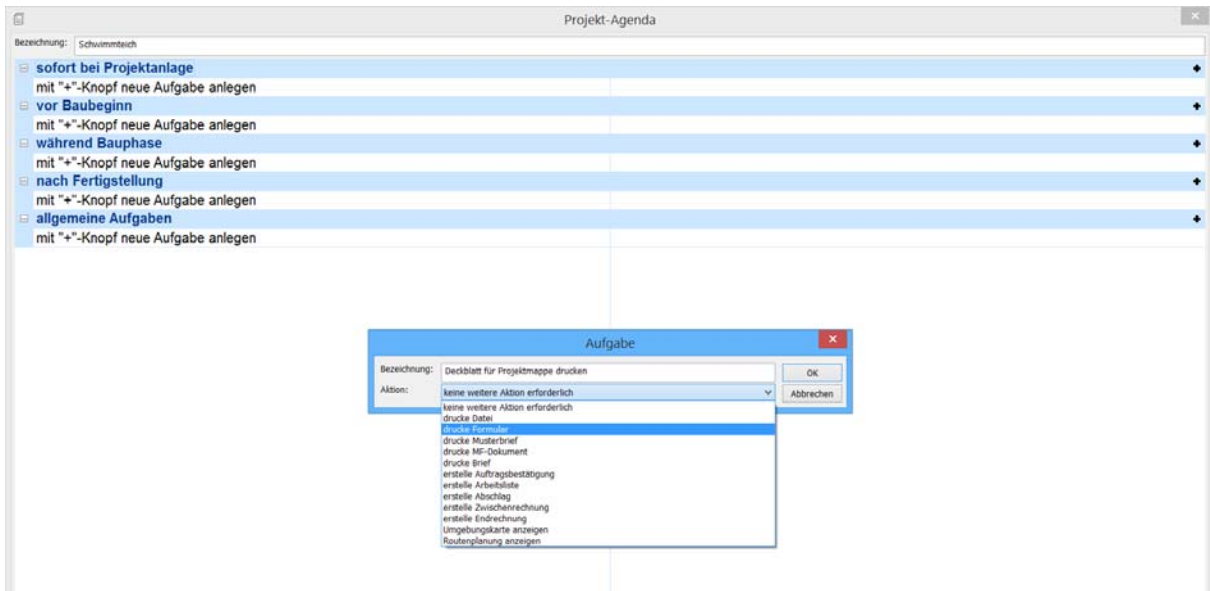 Projekt-Agenda
Bezeichnung: Schwimmteich
sofort bei Projektanlage
mit "+"-Knopf neue Aufgabe anlegen
vor Baubeginn
mit "+"-Knopf neue Aufgabe anlegen
während Bauphase
mit "+"-Knopf neue Aufgabe anlegen
nach Fertigstellung
mit "+"-Knopf neue Aufgabe anlegen
allgemeine Aufgaben
mit "+"-Knopf neue Aufgabe anlegen
Aufgabe
Bezeichnung: Deckblatt für Projektmappe drucken OK
Aktion: keine weitere Aktion erforderlich Abbrechen
keine weitere Aktion erforderlich
drucke Datei
drucke Formuler
drucke Musterbrief
drucke MF-Dokument
drucke Brief
erstelle Auftragsbestätigung
erstelle Arbeitsliste
erstelle Abschlag
erstelle Zwischenrechnung
erstelle Endrechnung
Umgebungskarte anzeigen
Routenplanung anzeigen